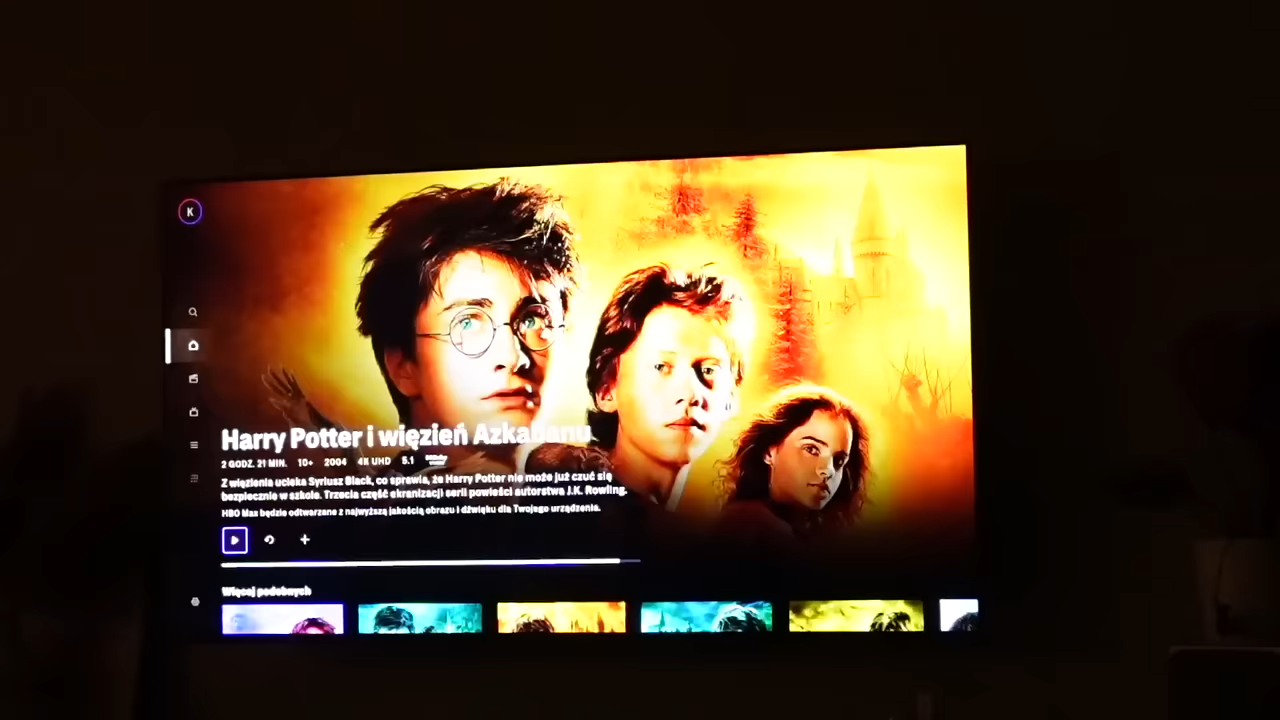 K
Harry Potter i więzień Azkabanu
2 GODZ. 21 MIN. 10+ 2004 4K UHD 5.1
Z więzienia ucieka Syriusz Black, co sprawia, że Harry Potter nie może już czuć się
bezpiecznie w szkole. Trzecia część ekranizacji serii powieści autorstwa J.K. Rowling.
HBO Max będzie odtwarzane z najwyższą jakością obrazu i dźwięku dla Twojego urządzenia.
Więcej podobnych